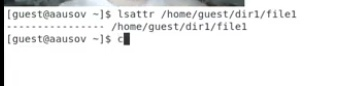 [guest@aausov ~]$ lsattr /home/guest/dir1/file1
---------------- /home/guest/dir1/file1
[guest@aausov ~]$ c